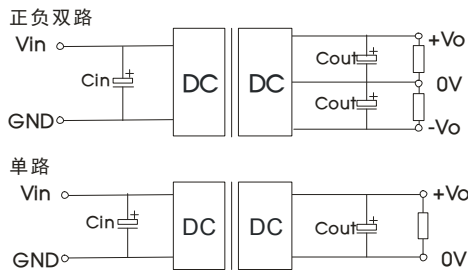 正负双路
Vin
Cin
GND
DC
DC
Cout
Cout
+Vo
0V
-Vo
单路
Vin
Cin
GND
DC
DC
Cout
+Vo
0V